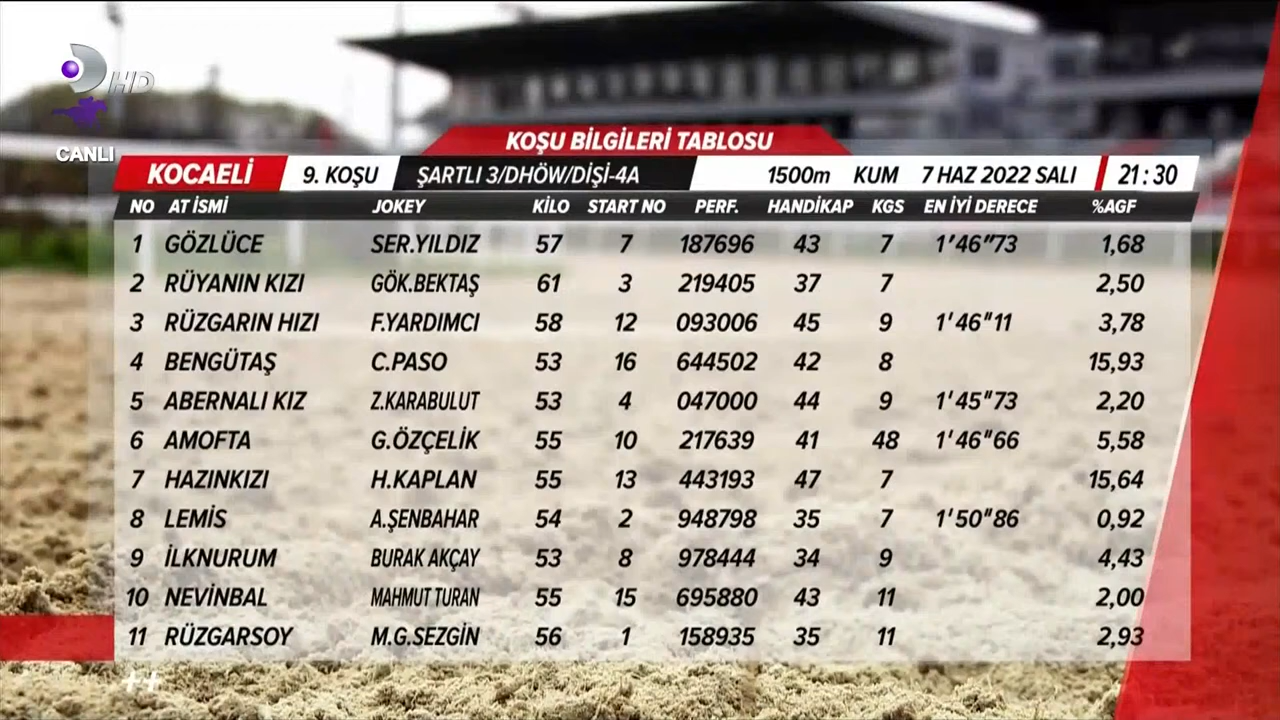 D HD
CANLI
KOŞU BİLGİLERİ TABLOSU
KOCAELİ 9. KOŞU ŞARTLI 3/DHÖW/DİŞİ-4A 1500m KUM 7 HAZ 2022 SALI 21:30
NO AT İSMİ JOKEY KİLO START NO PERF. HANDİKAP KGS EN İYİ DERECE %AGF
1 GÖZLÜCE SER.YILDIZ 57 7 187696 43 7 1'46"73 1,68
2 RÜYANIN KIZI GÖK.BEKTAŞ 61 3 219405 37 7 2,50
3 RÜZGARIN HIZI F.YARDIMCI 58 12 093006 45 9 1'46"11 3,78
4 BENGÜTAŞ C.PASO 53 16 644502 42 8 15,93
5 ABERNALI KIZ Z.KARABULUT 53 4 047000 44 9 1'45"73 2,20
6 AMOFTA G.ÖZÇELİK 55 10 217639 41 48 1'46"66 5,58
7 HAZINKIZI H.KAPLAN 55 13 443193 47 7 15,64
8 LEMİS A.ŞENBAHAR 54 2 948798 35 7 1'50"86 0,92
9 İLKNURUM BURAK AKÇAY 53 8 978444 34 9 4,43
10 NEVİNBAL MAHMUT TURAN 55 15 695880 43 11 2,00
11 RÜZGARSOY M.G.SEZGİN 56 1 158935 35 11 2,93
++